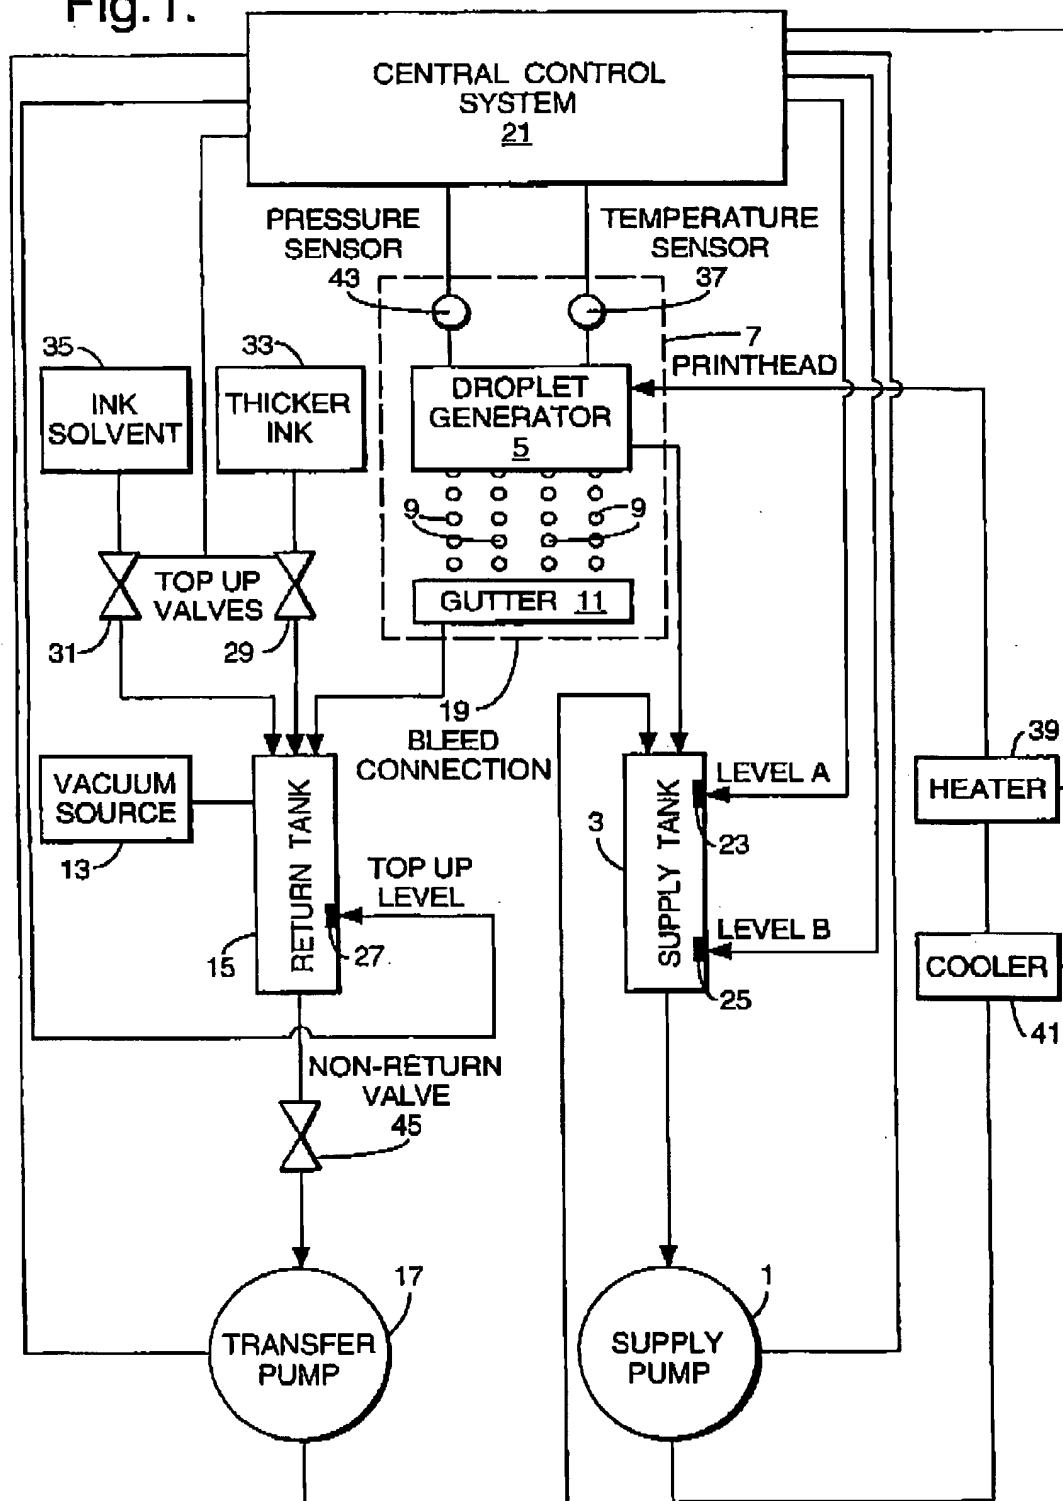 Fig.1.
CENTRAL CONTROL
SYSTEM
21
PRESSURE
SENSOR
43
TEMPERATURE
SENSOR
37
7
PRINTHEAD
35
33
INK
SOLVENT
THICKER
INK
DROPLET
GENERATOR
5
9
9
TOP UP
VALVES
31
29
GUTTER 11
19
BLEED
CONNECTION
VACUUM
SOURCE
13
RETURN TANK
15
TOP UP
LEVEL
27
3
SUPPLY TANK
LEVEL A
23
LEVEL B
25
39
HEATER
COOLER
41
NON-RETURN
VALVE
45
17
TRANSFER
PUMP
1
SUPPLY
PUMP